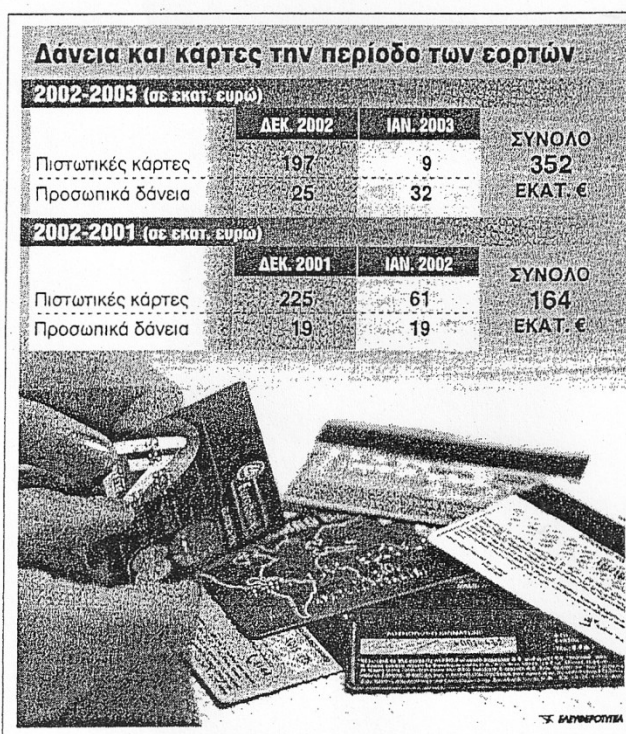 Δάνεια και κάρτες την περίοδο των εορτών
2002-2003 (σε εκατ. ευρώ)
ΔΕΚ. 2002 ΙΑΝ. 2003
Πιστωτικές κάρτες 197 9
Προσωπικά δάνεια 25 32
ΣΥΝΟΛΟ
352
ΕΚΑΤ. €
2002-2001 (σε εκατ. ευρώ)
ΔΕΚ. 2001 ΙΑΝ. 2002
Πιστωτικές κάρτες 225 61
Προσωπικά δάνεια 19 19
ΣΥΝΟΛΟ
164
ΕΚΑΤ. €
ΕΛΕΥΘΕΡΟΤΥΠΙΑ